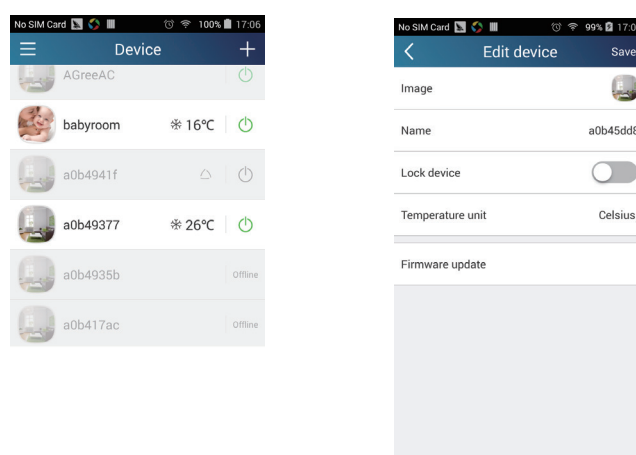 No SIM Card 100% 17:06
Device
AGreeAC
babyroom 16℃
a0b4941f
a0b49377 26℃
a0b4935b Offline
a0b417ac Offline
No SIM Card 99% 17:0
Edit device Save
Image
Name a0b45dd8
Lock device
Temperature unit Celsius
Firmware update